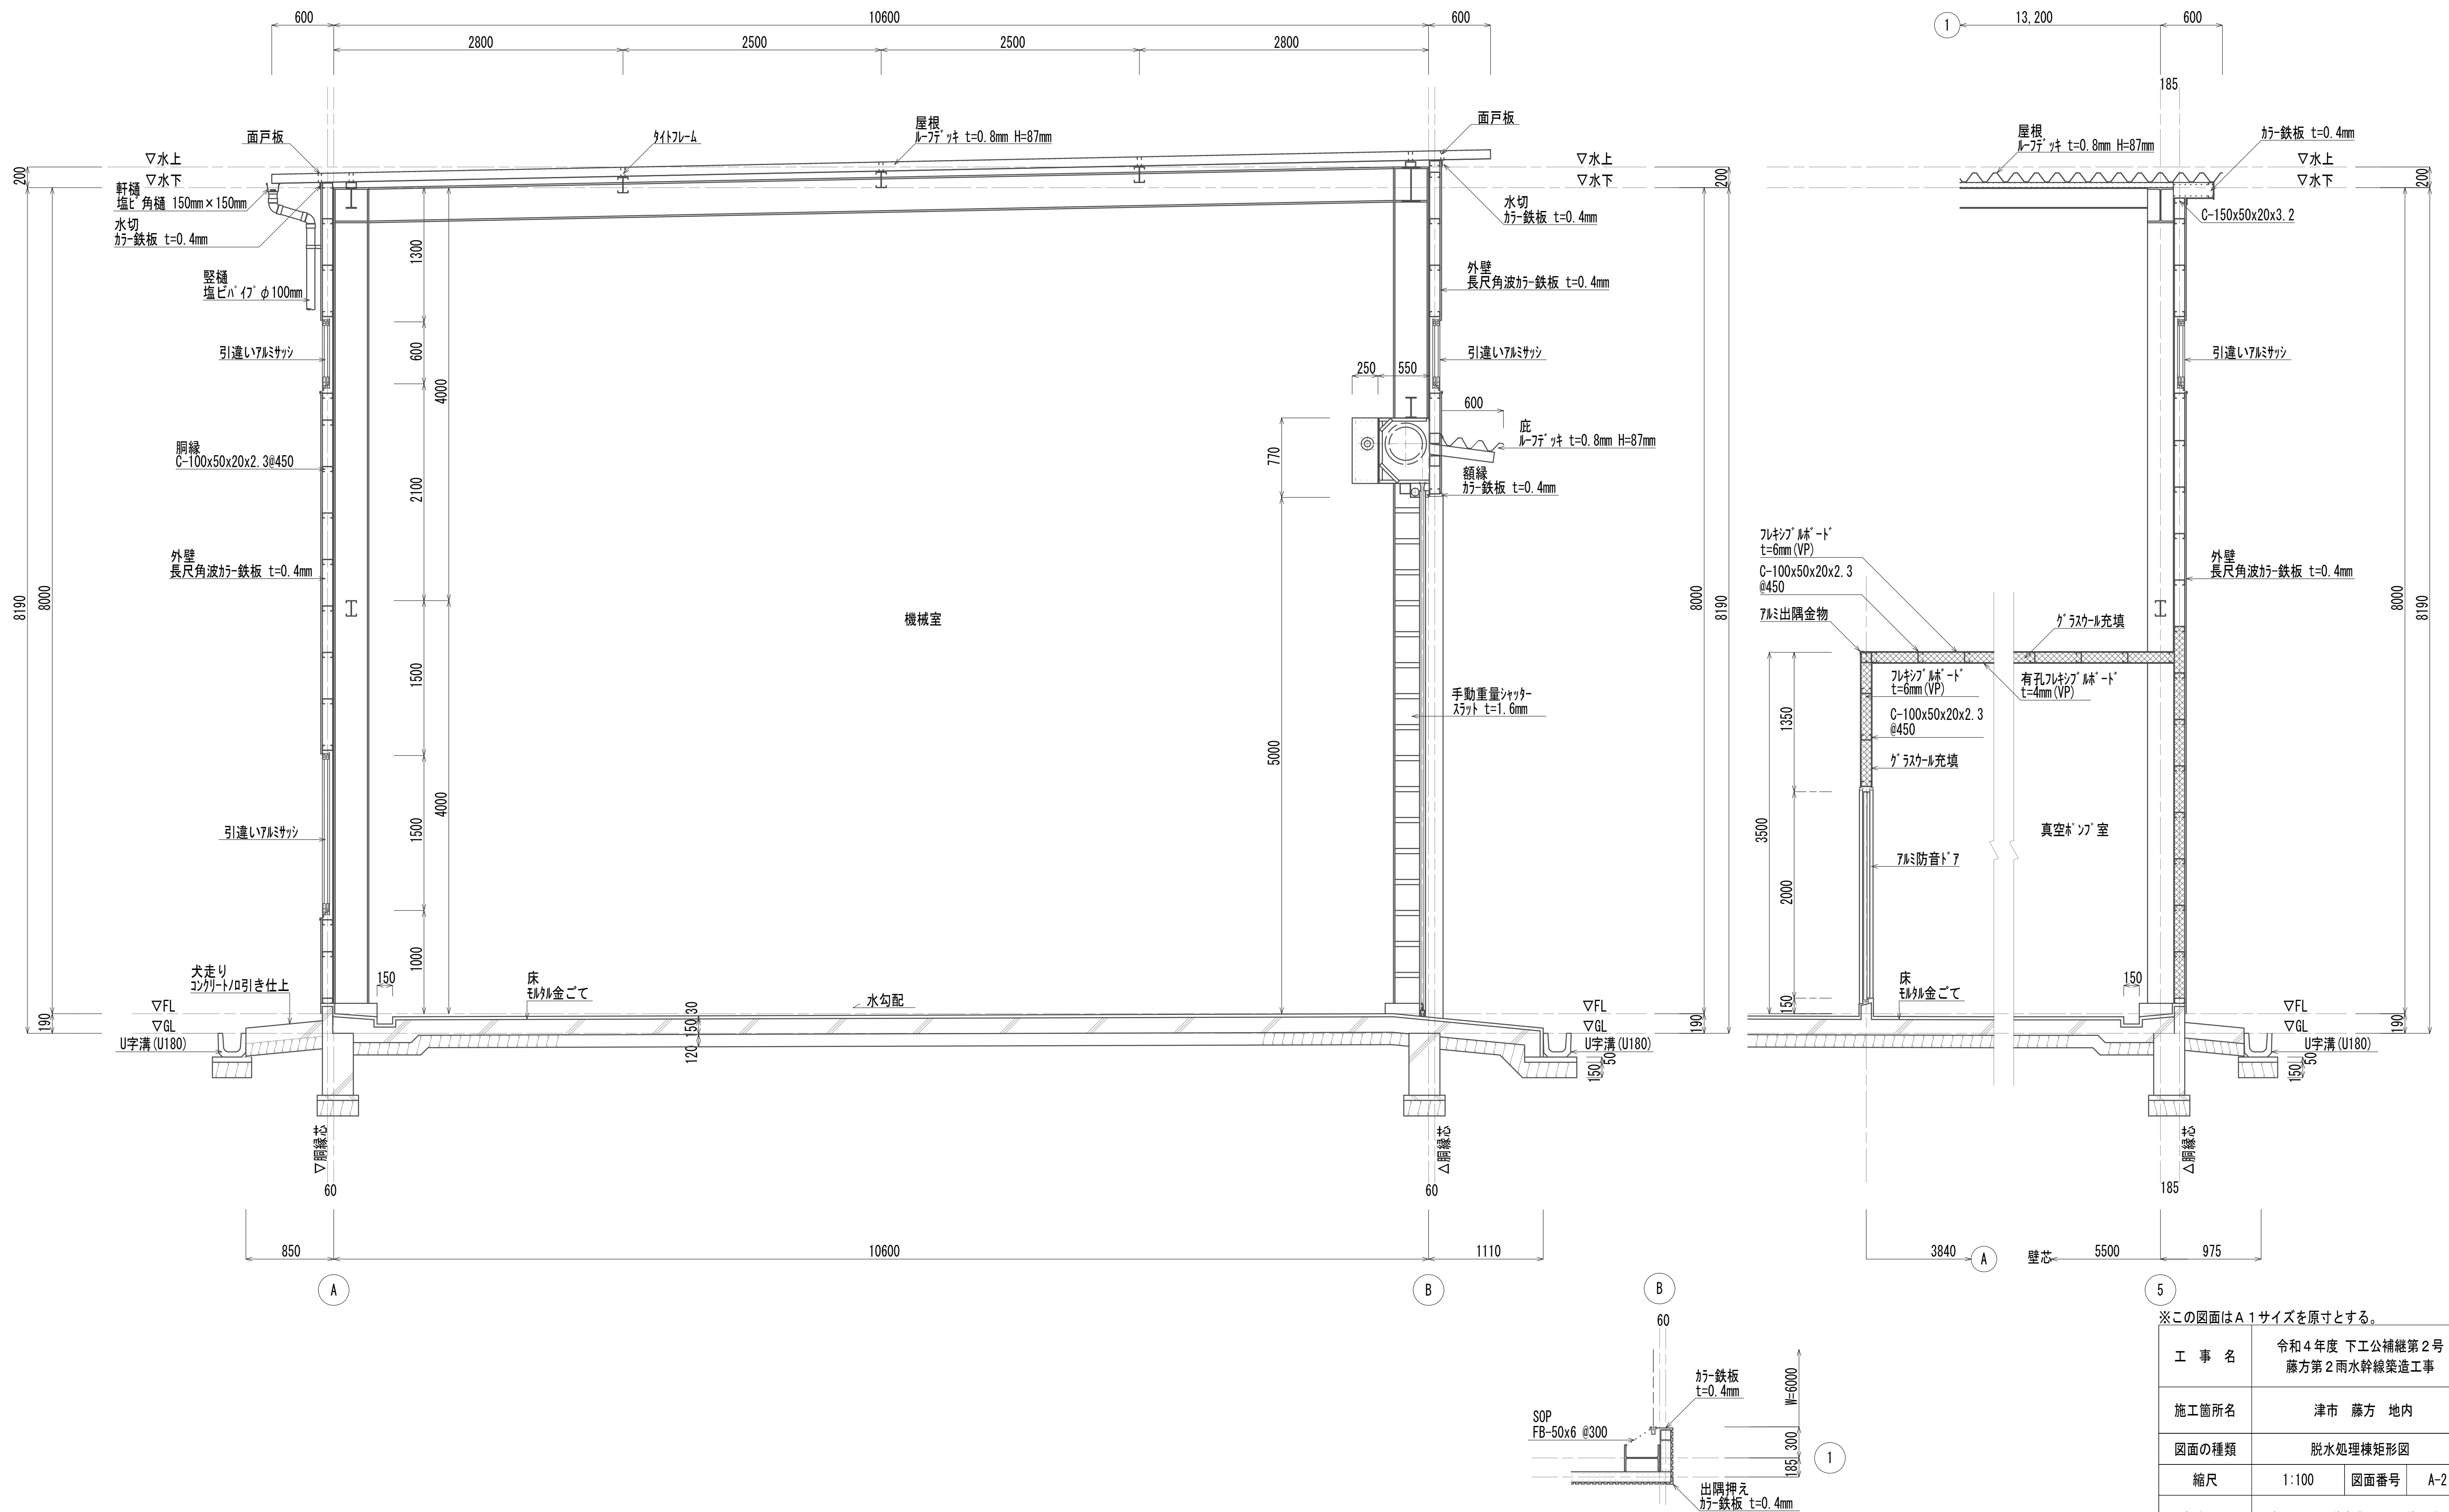 600
10600
600
2800
2500
2500
2800
面戸板
▽水上
▽水下
200
軒樋
塩ビ角樋 150mm×150mm
水切
カラー鉄板 t=0.4mm
竪樋
塩ビパイプφ100mm
タイトフレーム
屋根
ルーフデッキ t=0.8mm H=87mm
面戸板
▽水上
▽水下
200
水切
カラー鉄板 t=0.4mm
外壁
長尺角波カラー鉄板 t=0.4mm
引違いアルミサッシ
引違いアルミサッシ
1300
600
4000
2100
250
550
600
770
庇
ルーフデッキ t=0.8mm H=87mm
額縁
カラー鉄板 t=0.4mm
胴縁
C-100x50x20x2.3@450
外壁
長尺角波カラー鉄板 t=0.4mm
8190
8000
機械室
8000
8190
1500
5000
手動重量シャッター
スラット t=1.6mm
引違いアルミサッシ
1500
4000
1000
犬走り
コンクリートノロ引き仕上
150
床
モルタル金ごて
水勾配
▽FL
▽GL
190
U字溝(U180)
30
150
120
▽FL
▽GL
190
U字溝(U180)
50
150
▽胴縁芯
60
△胴縁芯
60
850
10600
1110
A
B
1
13,200
600
185
屋根
ルーフデッキ t=0.8mm H=87mm
カラー鉄板 t=0.4mm
▽水上
▽水下
200
C-150x50x20x3.2
引違いアルミサッシ
フレキシブルボード
t=6mm(VP)
C-100x50x20x2.3
@450
アルミ出隅金物
グラスウール充填
外壁
長尺角波カラー鉄板 t=0.4mm
8000
8190
フレキシブルボード
t=6mm(VP)
有孔フレキシブルボード
t=4mm(VP)
C-100x50x20x2.3
@450
グラスウール充填
1350
3500
2000
150
真空ポンプ室
アルミ防音ドア
床
モルタル金ごて
150
▽FL
▽GL
190
U字溝(U180)
50
150
△胴縁芯
185
3840
A
壁芯
5500
975
5
B
60
カラー鉄板
t=0.4mm
SOP
FB-50x6 @300
W=6000
300
185
1
出隅押え
カラー鉄板 t=0.4mm
※この図面はA1サイズを原寸とする。
工 事 名
令和4年度 下工公補継第2号
藤方第2雨水幹線築造工事
施工箇所名
津市 藤方 地内
図面の種類
脱水処理棟矩形図
縮尺
1:100
図面番号
A-2